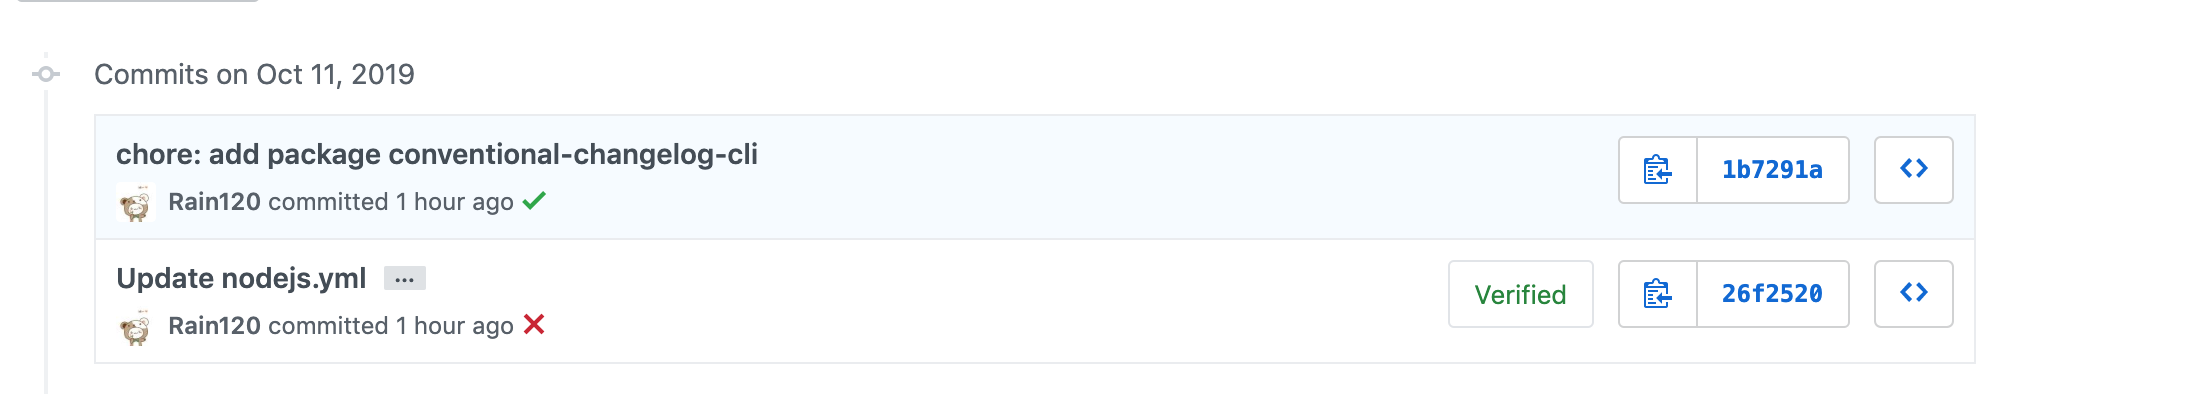 Commits on Oct 11, 2019
chore: add package conventional-changelog-cli
Rain120 committed 1 hour ago
1b7291a
Update nodejs.yml ...
Rain120 committed 1 hour ago
Verified
26f2520